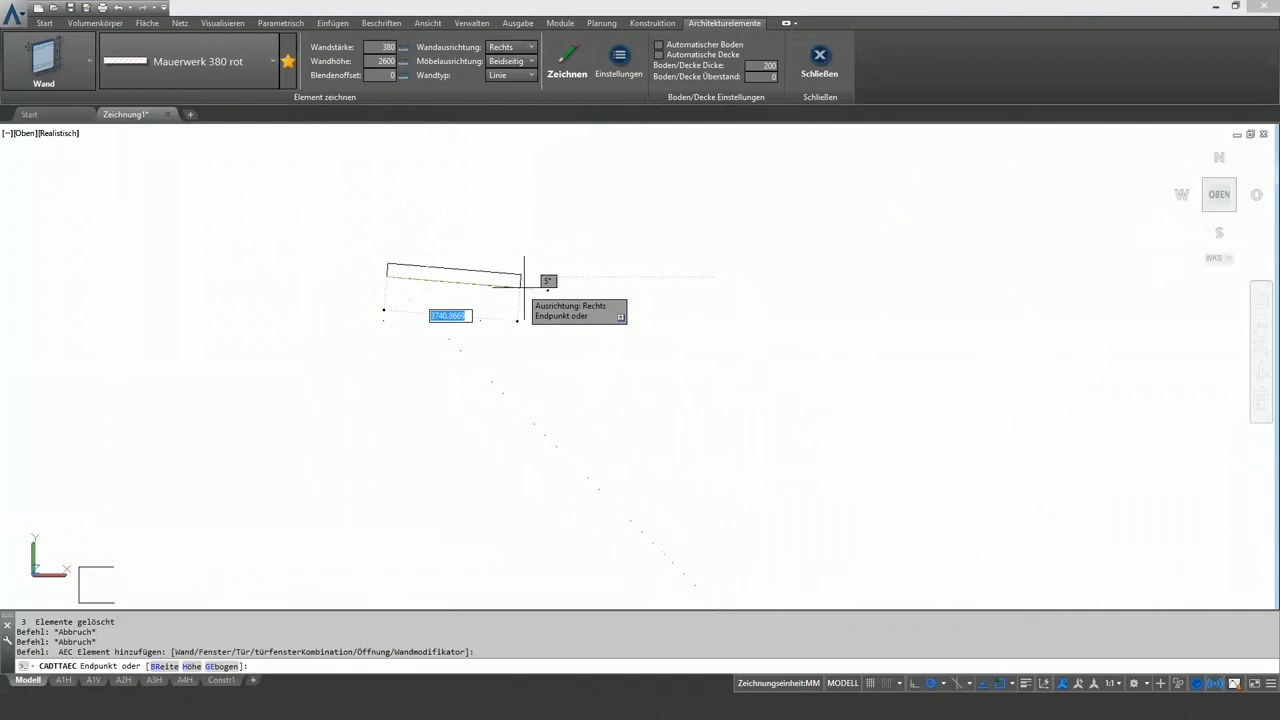 Start Volumenkörper Fläche Netz Visualisieren Parametrisch Einfügen Beschriften Ansicht Verwalten Ausgabe Module Planung Konstruktion Architekturelemente
Wand
Mauerwerk 380 rot
Wandstärke: 380 Wandausrichtung: Rechts
Wandhöhe: 2600 Möbelausrichtung: Beidseitig
Blendenoffset: 0 Wandtyp: Linie
Element zeichnen
Zeichnen
Einstellungen
Automatischer Boden
Automatische Decke
Boden/Decke Dicke: 200
Boden/Decke Überstand: 0
Boden/Decke Einstellungen
Schließen
Schließen
Start Zeichnung1*
[−][Oben][Realistisch]
N
W OBEN O
S
WKS
5°
Ausrichtung: Rechts
Endpunkt oder
3740.8669
Y
X
Z
3 Elemente gelöscht
Befehl: *Abbruch*
Befehl: *Abbruch*
Befehl: AEC Element hinzufügen: [Wand/Fenster/Tür/türfensterKombination/Öffnung/Wandmodifikator]:
CADTTAEC Endpunkt oder [BReite Höhe GEbogen]:
Modell A1H A1V A2H A3H A4H Constr1 +
Zeichnungseinheit:MM MODELL 1:1